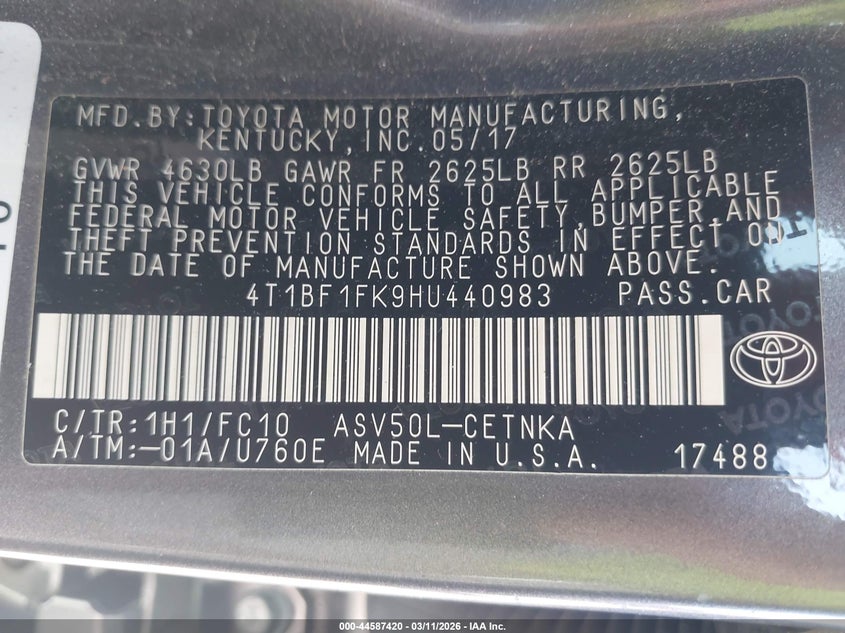 MFD.BY:TOYOTA MOTOR MANUFACTURING,
KENTUCKY,INC.05/17
GVWR 4630LB GAWR FR 2625LB RR 2625LB
THIS VEHICLE CONFORMS TO ALL APPLICABLE
FEDERAL MOTOR VEHICLE SAFETY,BUMPER,AND
THEFT PREVENTION STANDARDS IN EFFECT ON
THE DATE OF MANUFACTURE SHOWN ABOVE.
4T1BF1FK9HU440983 PASS.CAR
C/TR:1H1/FC10 ASV50L-CETNKA
A/TM:-01A/U760E MADE IN U.S.A. 17488
000-44587420 - 03/11/2026 - IAA Inc.